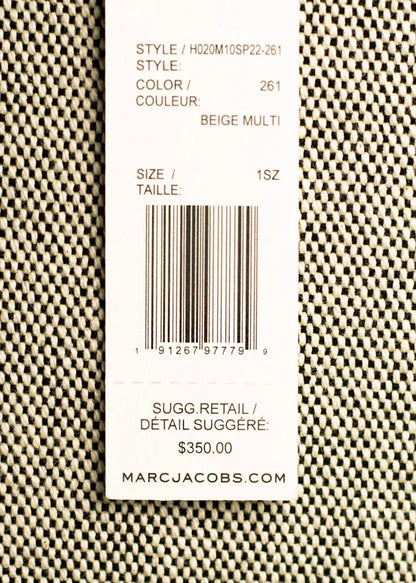 STYLE / H020M10SP22-261
STYLE:
COLOR / 261
COULEUR:
BEIGE MULTI
SIZE / 1SZ
TAILLE:
1 91267 97779 9
SUGG.RETAIL /
DÉTAIL SUGGÉRÉ:
$350.00
MARCJACOBS.COM